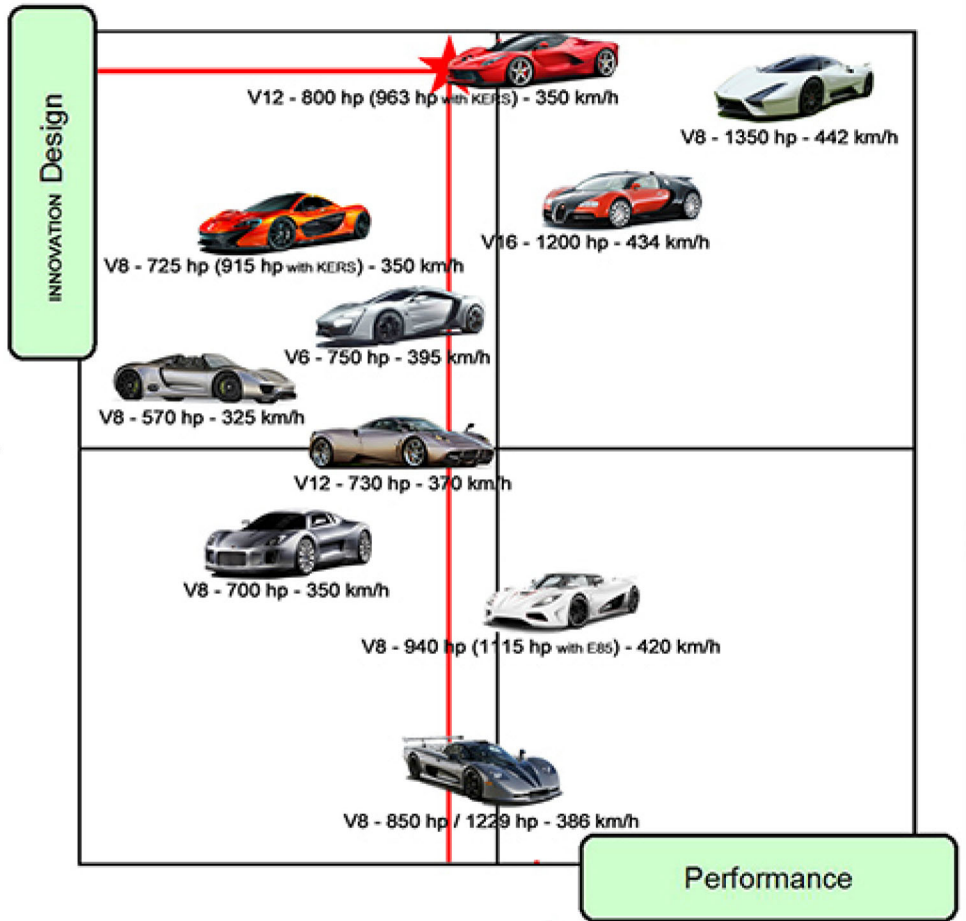 V12 - 800 hp (963 hp with KERS) - 350 km/h
V8 - 1350 hp - 442 km/h
INNOVATION Design
V16 - 1200 hp - 434 km/h
V8 - 725 hp (915 hp with KERS) - 350 km/h
V6 - 750 hp - 395 km/h
V8 - 570 hp - 325 km/h
V12 - 730 hp - 370 km/h
V8 - 700 hp - 350 km/h
V8 - 940 hp (1115 hp with E85) - 420 km/h
V8 - 850 hp / 1229 hp - 386 km/h
Performance